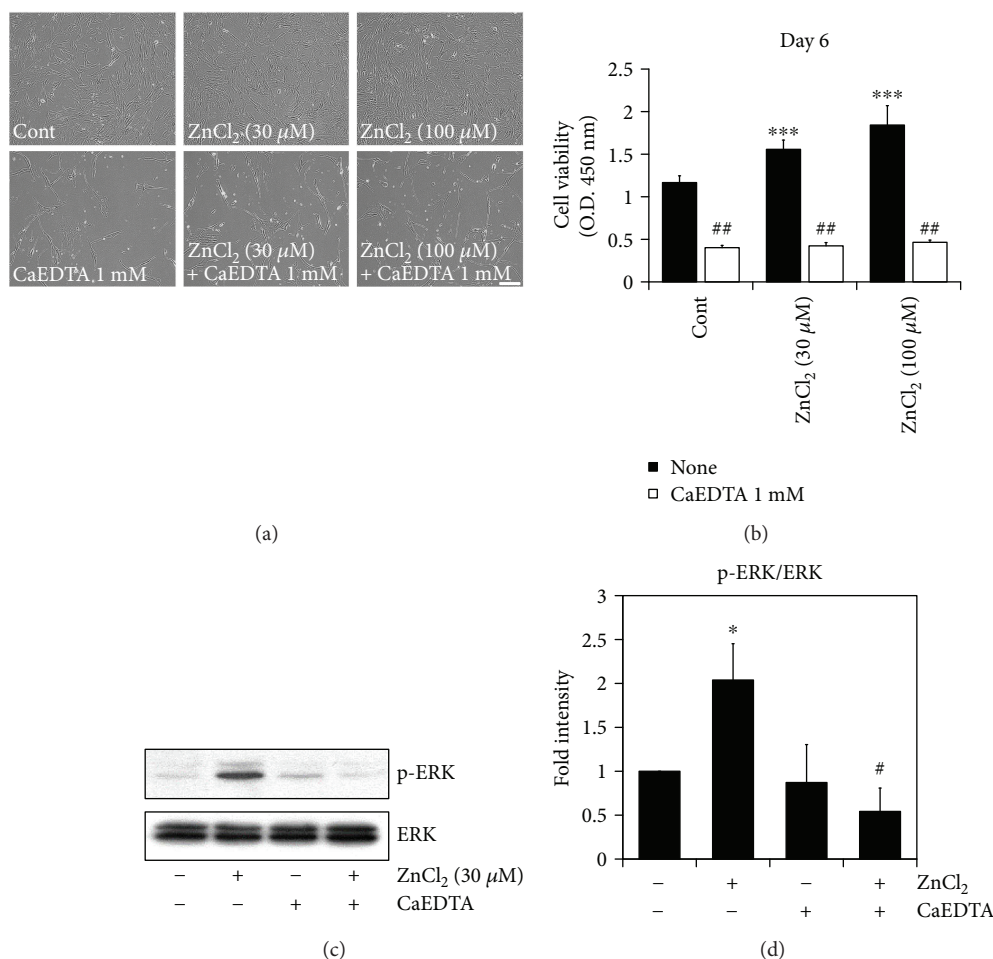 Cont
ZnCl₂ (30 μM)
ZnCl₂ (100 μM)
CaEDTA 1 mM
ZnCl₂ (30 μM)
+ CaEDTA 1 mM
ZnCl₂ (100 μM)
+ CaEDTA 1 mM
(a)
Day 6
Cell viability
(O.D. 450 nm)
2.5
2
1.5
1
0.5
0
***
***
##
##
##
Cont
ZnCl₂ (30 μM)
ZnCl₂ (100 μM)
None
CaEDTA 1 mM
(b)
p-ERK
ERK
− + − + ZnCl₂ (30 μM)
− − + + CaEDTA
(c)
p-ERK/ERK
Fold intensity
3
2.5
2
1.5
1
0.5
0
*
#
− + − + ZnCl₂
− − + + CaEDTA
(d)